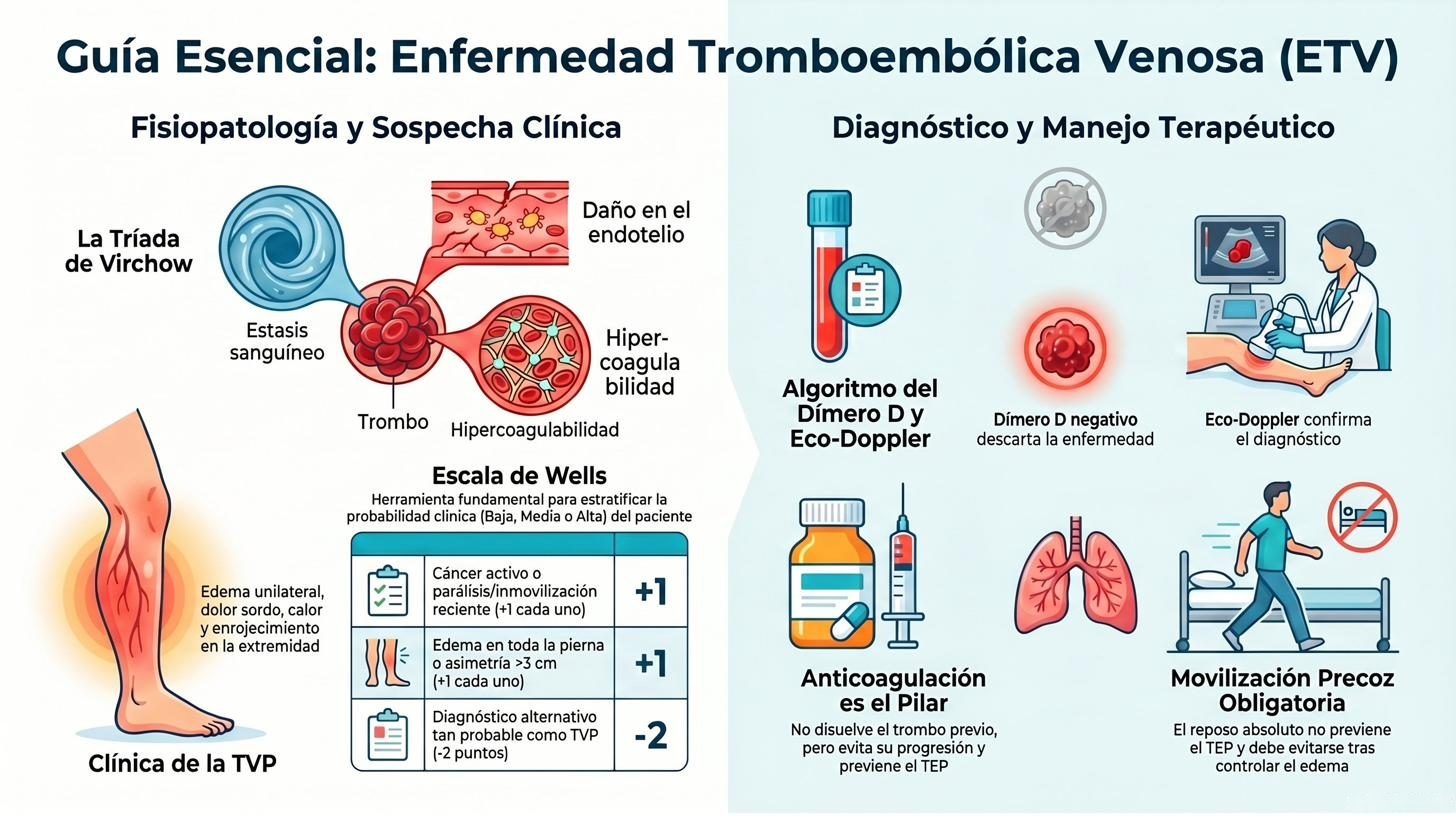 Guía Esencial: Enfermedad Tromboembólica Venosa (ETV)
Fisiopatología y Sospecha Clínica
La Tríada
de Virchow
Estasis
sanguíneo
Daño en el
endotelio
Hiper-
coagula
bilidad
Trombo
Hipercoagulabilidad
Edema unilateral,
dolor sordo, calor
y enrojecimiento
en la extremidad
Clínica de la TVP
Escala de Wells
Herramienta fundamental para estratificar la
probabilidad clinica (Baja, Media o Alta) del paciente
Cáncer activo o
parálisis/inmovilización
reciente (+1 cada uno)
+1
Edema en toda la pierna
o asimetría >3 cm
(+1 cada uno)
+1
Diagnóstico alternativo
tan probable como TVP
(-2 puntos)
-2
Diagnóstico y Manejo Terapéutico
Algoritmo del
Dímero D y
Eco-Doppler
Dímero D negativo
descarta la enfermedad
Eco-Doppler confirma
el diagnóstico
Anticoagulación
es el Pilar
No disuelve el trombo previo,
pero evita su progresión y
previene el TEP
Movilización Precoz
Obligatoria
El reposo absoluto no previene
el TEP y debe evitarse tras
controlar el edema